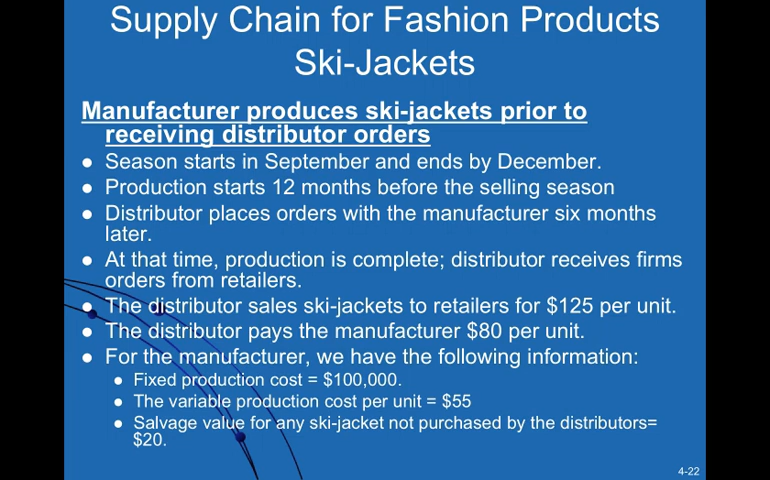 Supply Chain for Fashion Products
Ski-Jackets
Manufacturer produces ski-jackets prior to
receiving distributor orders
● Season starts in September and ends by December.
● Production starts 12 months before the selling season
● Distributor places orders with the manufacturer six months
later.
● At that time, production is complete; distributor receives firms
orders from retailers.
● The distributor sales ski-jackets to retailers for $125 per unit.
● The distributor pays the manufacturer $80 per unit.
● For the manufacturer, we have the following information:
● Fixed production cost = $100,000.
● The variable production cost per unit = $55
● Salvage value for any ski-jacket not purchased by the distributors=
$20.
4-22